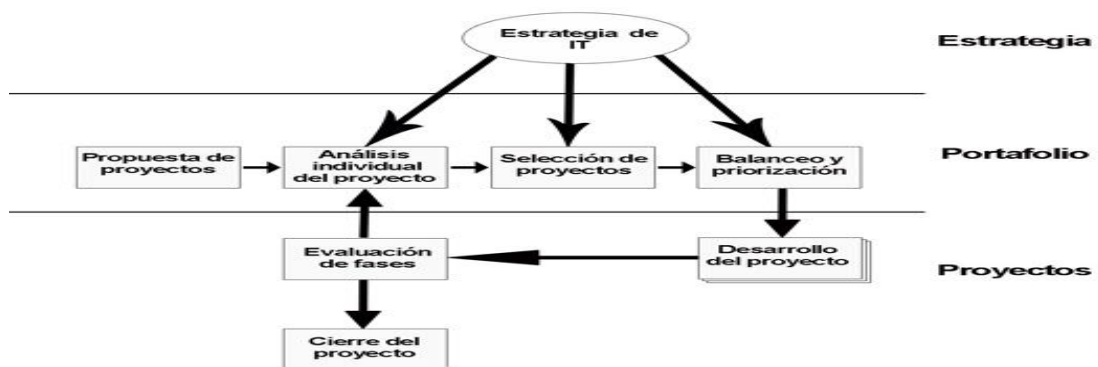 Estrategia de
IT
Estrategia
Propuesta de
proyectos
Análisis
individual
del proyecto
Selección de
proyectos
Balanceo y
priorización
Portafolio
Evaluación
de fases
Desarrollo
del proyecto
Proyectos
Cierre del
proyecto